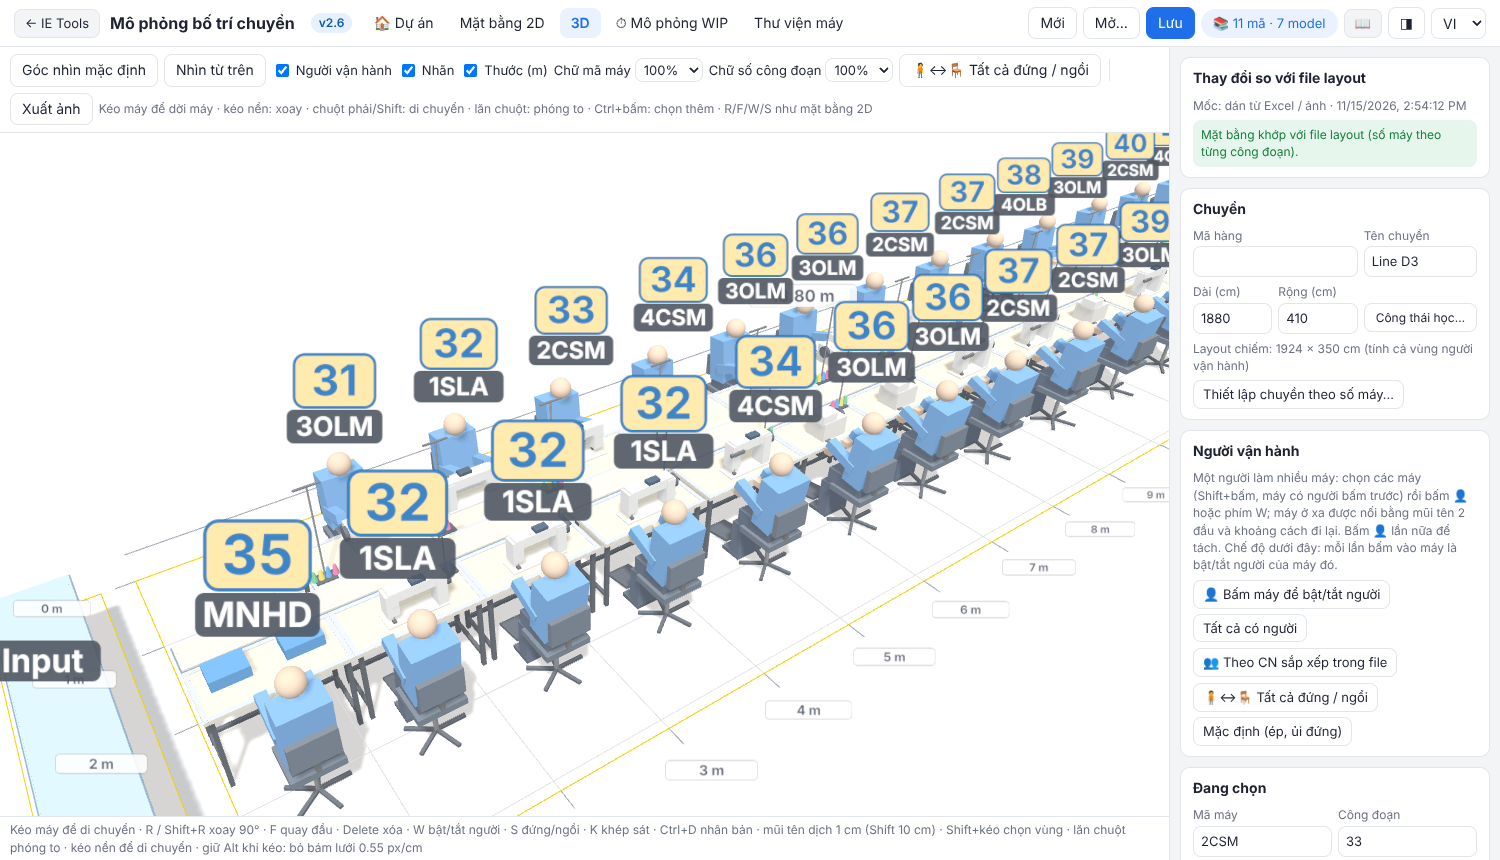 ← IE Tools
Mô phỏng bố trí chuyền
v2.6
🏠 Dự án
Mặt bằng 2D
3D
⏱ Mô phỏng WIP
Thư viện máy
Mới
Mở...
Lưu
📚 11 mã · 7 model
VI
Góc nhìn mặc định
Nhìn từ trên
Người vận hành
Nhãn
Thước (m)
Chữ mã máy
100%
Chữ số công đoạn
100%
🧍↔🪑 Tất cả đứng / ngồi
Xuất ảnh
Kéo máy để dời máy · kéo nền: xoay · chuột phải/Shift: di chuyển · lăn chuột: phóng to · Ctrl+bấm: chọn thêm · R/F/W/S như mặt bằng 2D
40
2CSM
39
3OLM
38
4OLB
37
2CSM
37
2CSM
36
3OLM
36
3OLM
34
4CSM
33
2CSM
32
1SLA
31
3OLM
39
37
2CSM
37
2CSM
36
3OLM
36
3OLM
34
4CSM
32
1SLA
32
1SLA
32
1SLA
35
MNHD
Input
80 m
0 m
2 m
3 m
4 m
5 m
6 m
7 m
8 m
9 m
Kéo máy để di chuyển · R / Shift+R xoay 90° · F quay đầu · Delete xóa · W bật/tắt người · S đứng/ngồi · K khép sát · Ctrl+D nhân bản · mũi tên dịch 1 cm (Shift 10 cm) · Shift+kéo chọn vùng · lăn chuột
phóng to · kéo nền để di chuyển · giữ Alt khi kéo: bỏ bám lưới 0.55 px/cm
Thay đổi so với file layout
Mốc: dán từ Excel / ảnh · 11/15/2026, 2:54:12 PM
Mặt bằng khớp với file layout (số máy theo
từng công đoạn).
Chuyền
Mã hàng
Tên chuyền
Line D3
Dài (cm)
Rộng (cm)
1880
410
Công thái học...
Layout chiếm: 1924 × 350 cm (tính cả vùng người
vận hành)
Thiết lập chuyền theo số máy...
Người vận hành
Một người làm nhiều máy: chọn các máy
(Shift+bấm, máy có người bấm trước) rồi bấm 👤
hoặc phím W; máy ở xa được nối bằng mũi tên 2
đầu và khoảng cách đi lại. Bấm 👤 lần nữa để
tách. Chế độ dưới đây: mỗi lần bấm vào máy là
bật/tắt người của máy đó.
👤 Bấm máy để bật/tắt người
Tất cả có người
👥 Theo CN sắp xếp trong file
🧍↔🪑 Tất cả đứng / ngồi
Mặc định (ép, ủi đứng)
Đang chọn
Mã máy
Công đoạn
2CSM
33